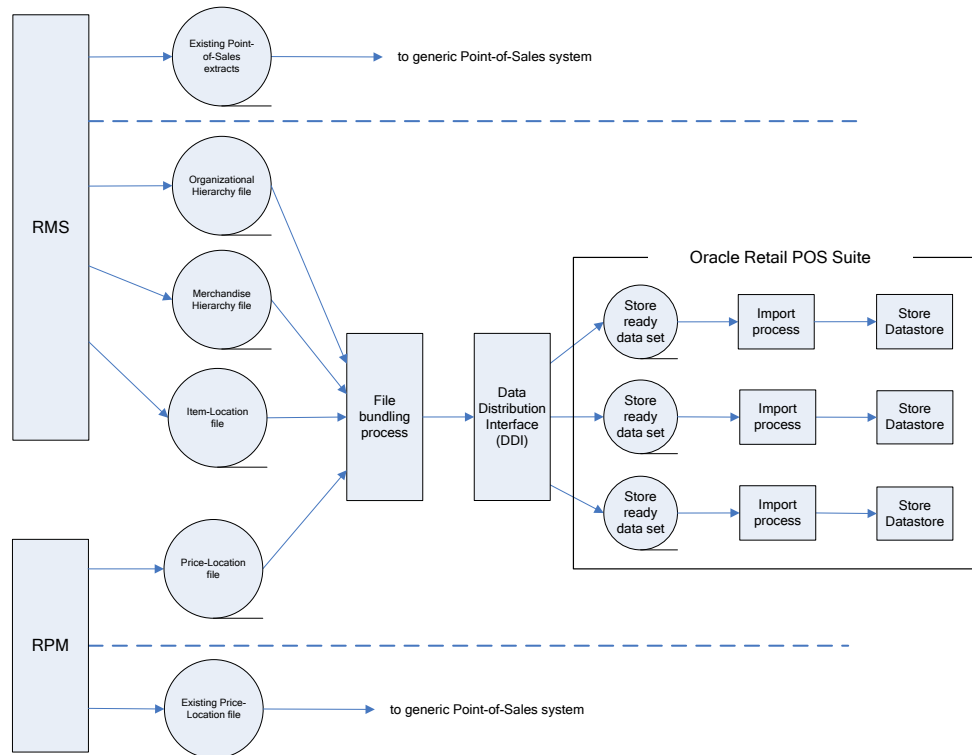 Existing Point-
of-Sales
extracts
to generic Point-of-Sales system
RMS
Organizational
Hierarchy file
Merchandise
Hierarchy file
Item-Location
file
File
bundling
process
Data
Distribution
Interface
(DDI)
Oracle Retail POS Suite
Store
ready
data set
Import
process
Store
Datastore
Store
ready
data set
Import
process
Store
Datastore
Store
ready
data set
Import
process
Store
Datastore
RPM
Price-Location
file
Existing Price-
Location file
to generic Point-of-Sales system